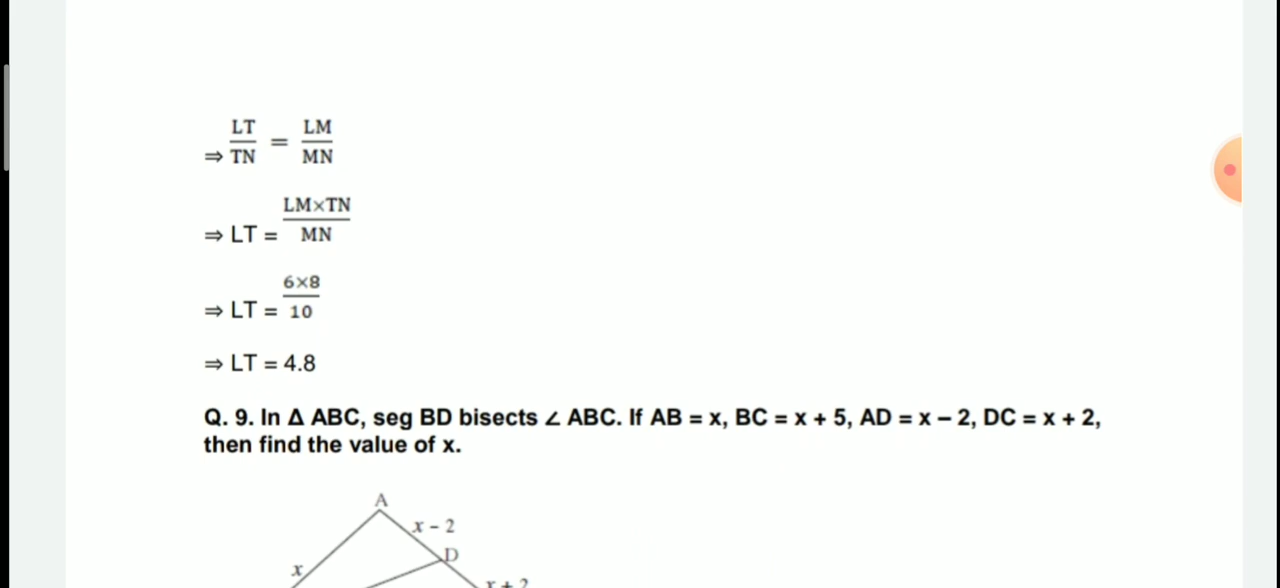 ⇒ LT/TN = LM/MN
⇒ LT = LM×TN/MN
⇒ LT = 6×8/10
⇒ LT = 4.8
Q. 9. In Δ ABC, seg BD bisects ∠ ABC. If AB = x, BC = x + 5, AD = x – 2, DC = x + 2,
then find the value of x.
A
x – 2
D
x
x + 2